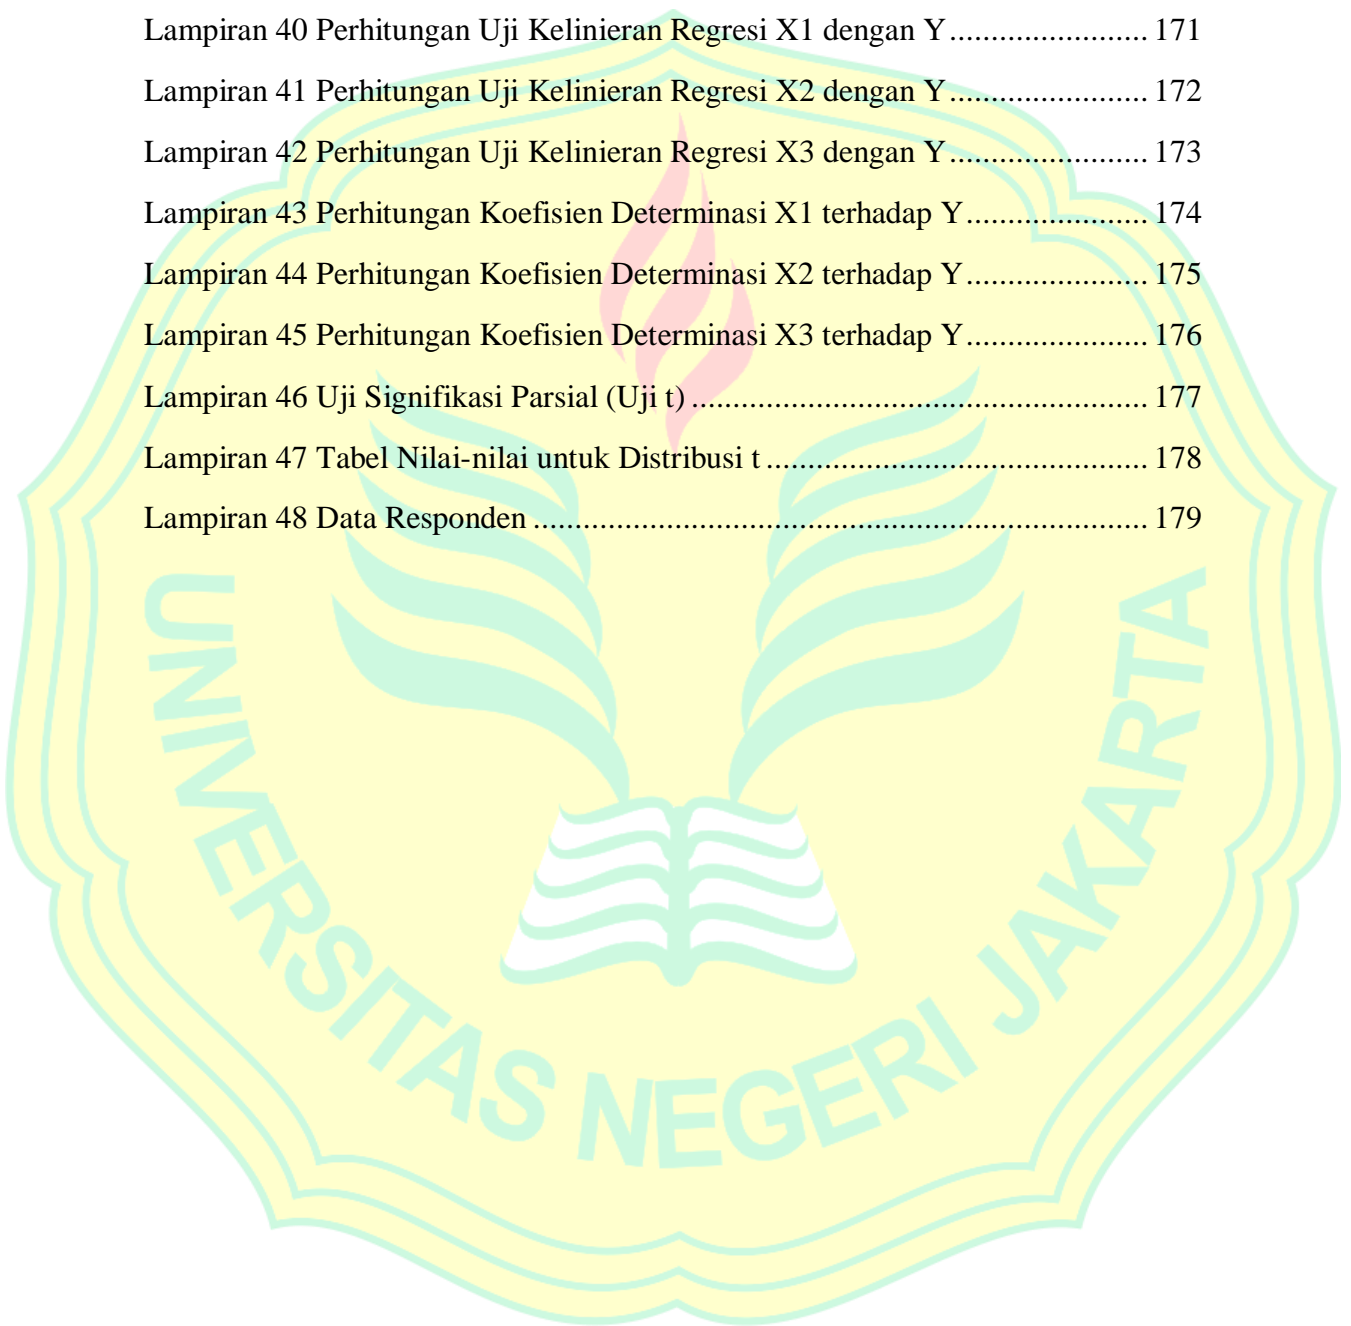 Lampiran 40 Perhitungan Uji Kelinieran Regresi X1 dengan Y........................ 171
Lampiran 41 Perhitungan Uji Kelinieran Regresi X2 dengan Y........................ 172
Lampiran 42 Perhitungan Uji Kelinieran Regresi X3 dengan Y........................ 173
Lampiran 43 Perhitungan Koefisien Determinasi X1 terhadap Y...................... 174
Lampiran 44 Perhitungan Koefisien Determinasi X2 terhadap Y...................... 175
Lampiran 45 Perhitungan Koefisien Determinasi X3 terhadap Y...................... 176
Lampiran 46 Uji Signifikasi Parsial (Uji t)........................................................ 177
Lampiran 47 Tabel Nilai-nilai untuk Distribusi t............................................... 178
Lampiran 48 Data Responden........................................................................... 179
UNIVERSITAS NEGERI JAKARTA